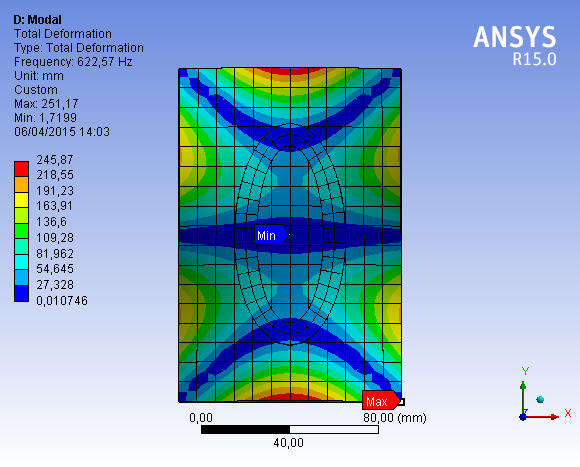 D: Modal
Total Deformation
Type: Total Deformation
Frequency: 622,57 Hz
Unit: mm
Custom
Max: 251,17
Min: 1,7199
06/04/2015 14:03
ANSYS
R15.0
245,87
218,55
191,23
163,91
136,6
109,28
81,962
54,645
27,328
0,010746
Min
Max
0,00
80,00 (mm)
40,00
Y
X
Z